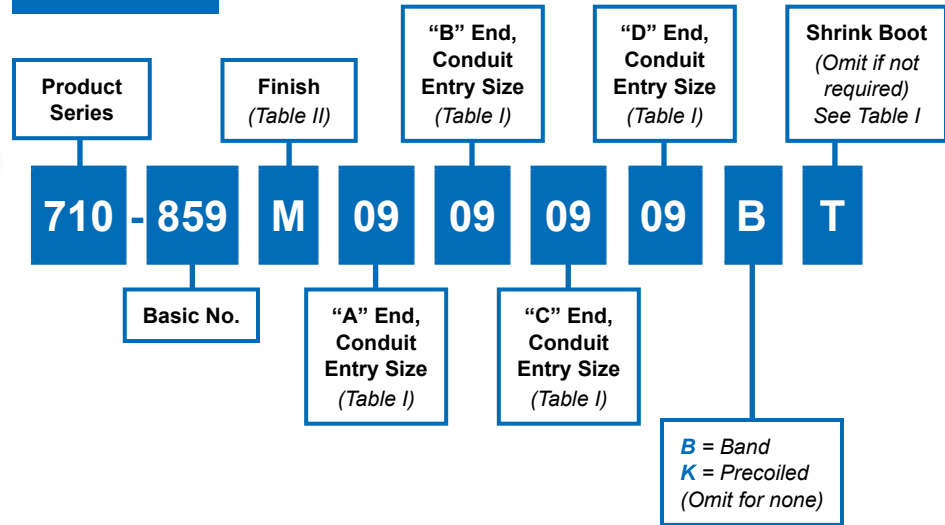 Product
Series
Finish
(Table II)
“B” End,
Conduit
Entry Size
(Table I)
“D” End,
Conduit
Entry Size
(Table I)
Shrink Boot
(Omit if not
required)
See Table I
710 - 859 M 09 09 09 09 B T
Basic No.
“A” End,
Conduit
Entry Size
(Table I)
“C” End,
Conduit
Entry Size
(Table I)
B = Band
K = Precoiled
(Omit for none)